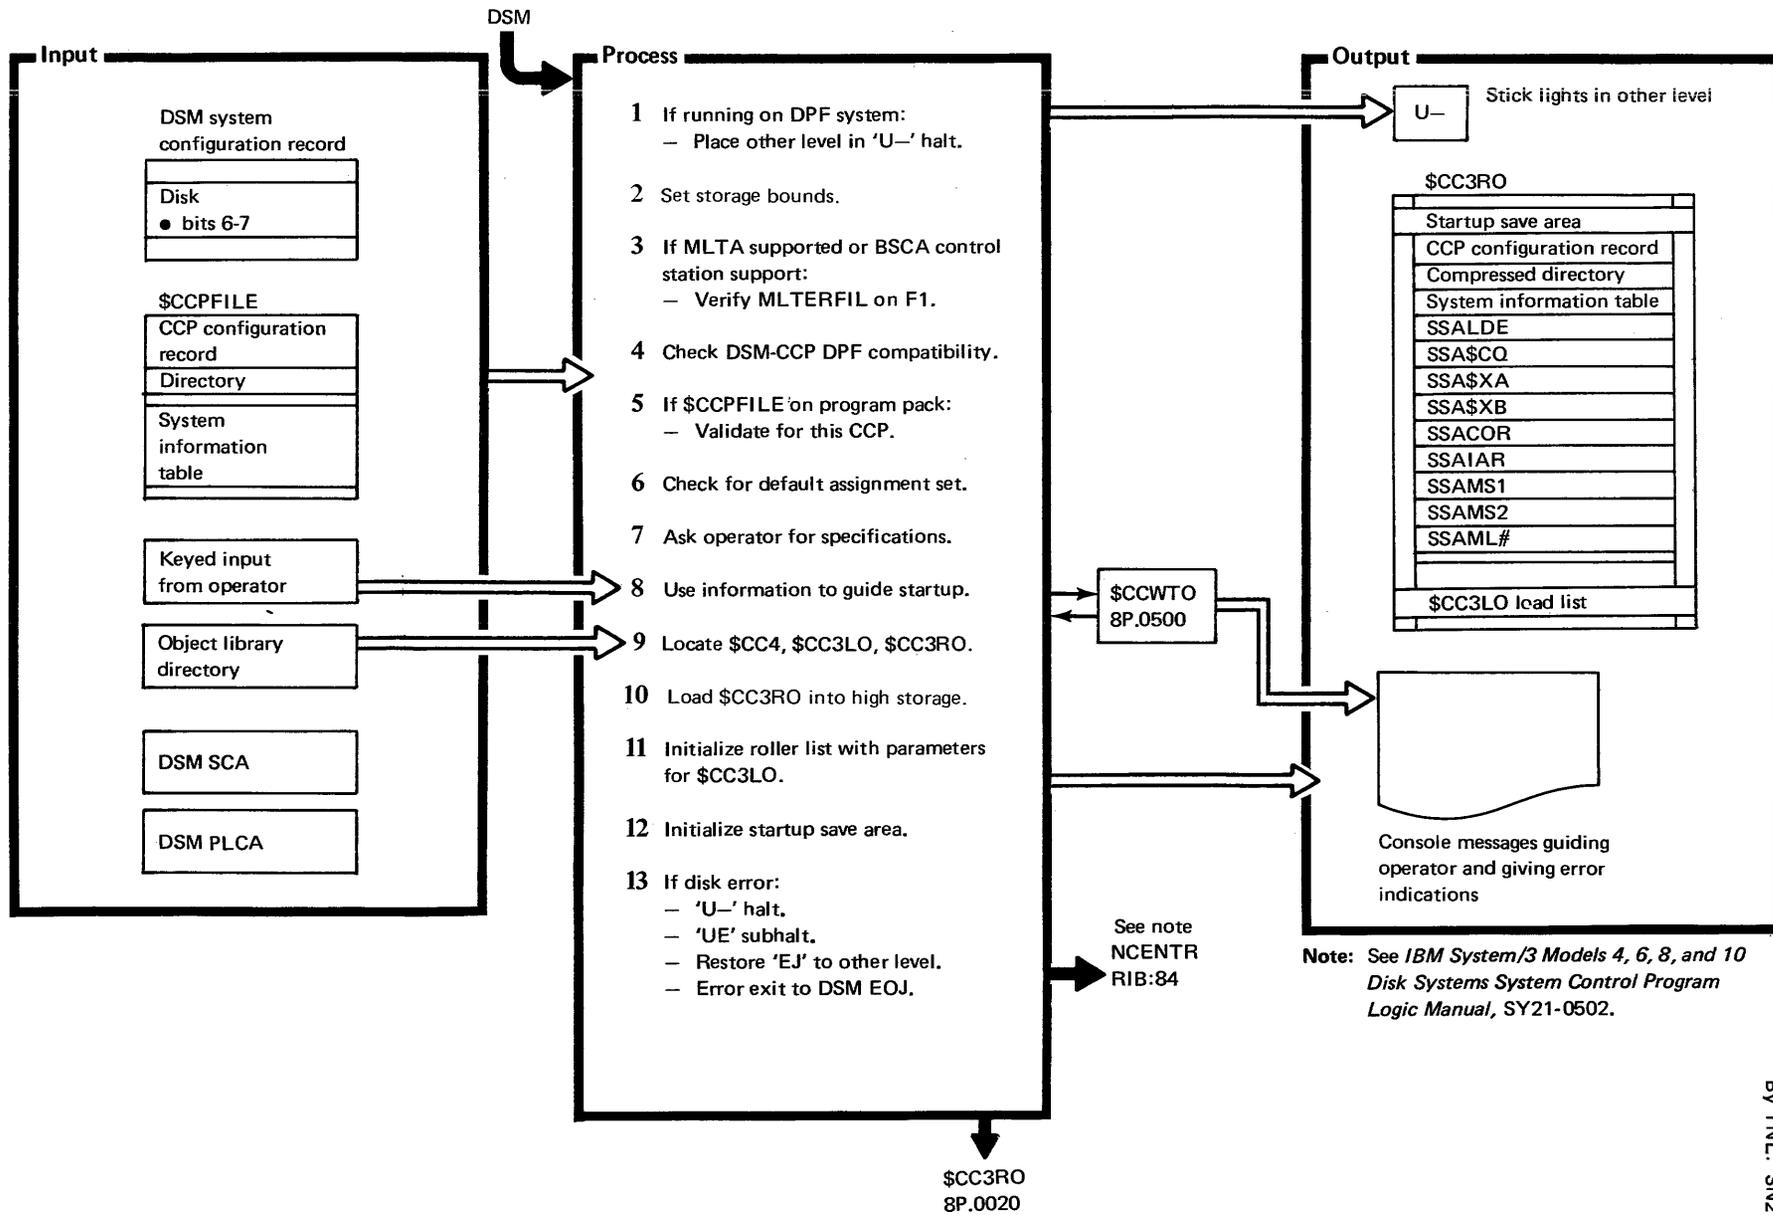 DSM
Input
DSM system
configuration record
Disk
● bits 6-7
$CCPFILE
CCP configuration
record
Directory
System
information
table
Keyed input
from operator
Object library
directory
DSM SCA
DSM PLCA
Process
1 If running on DPF system:
— Place other level in ‘U—’ halt.
2 Set storage bounds.
3 If MLTA supported or BSCA control
station support:
— Verify MLTERFIL on F1.
4 Check DSM-CCP DPF compatibility.
5 If $CCPFILE on program pack:
— Validate for this CCP.
6 Check for default assignment set.
7 Ask operator for specifications.
8 Use information to guide startup.
9 Locate $CC4, $CC3LO, $CC3RO.
10 Load $CC3RO into high storage.
11 Initialize roller list with parameters
for $CC3LO.
12 Initialize startup save area.
13 If disk error:
— ‘U—’ halt.
— ‘UE’ subhalt.
— Restore ‘EJ’ to other level.
— Error exit to DSM EOJ.
$CCWTO
8P.0500
See note
NCENTR
RIB:84
$CC3RO
8P.0020
Output
U—
Stick lights in other level
$CC3RO
Startup save area
CCP configuration record
Compressed directory
System information table
SSALDE
SSA$CQ
SSA$XA
SSA$XB
SSACOR
SSAIAR
SSAMS1
SSAMS2
SSAML#
$CC3LO load list
Console messages guiding
operator and giving error
indications
Note: See IBM System/3 Models 4, 6, 8, and 10
Disk Systems System Control Program
Logic Manual, SY21-0502.